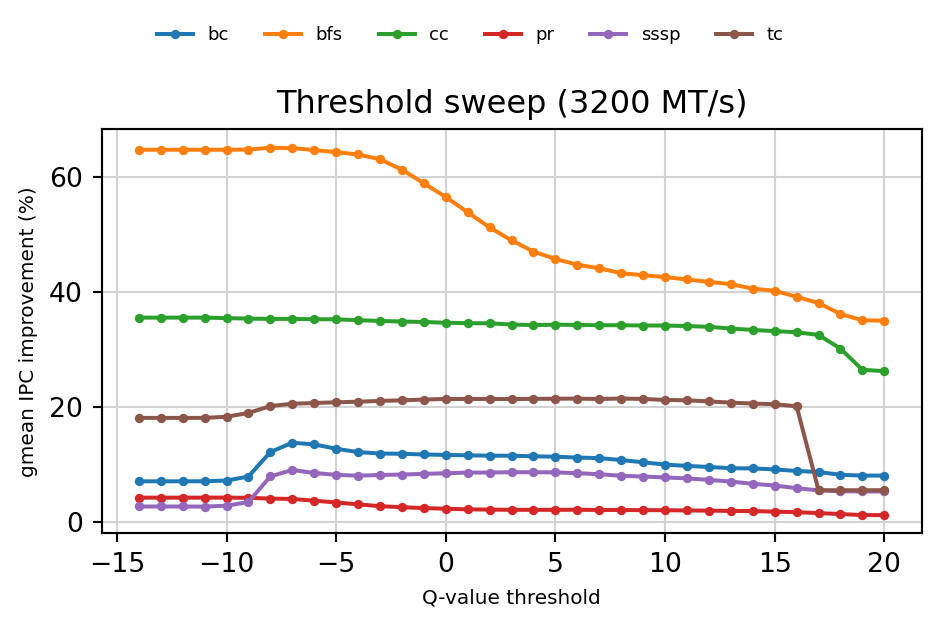 bc bfs cc pr sssp tc
Threshold sweep (3200 MT/s)
gmean IPC improvement (%)
60
40
20
0
−15 −10 −5 0 5 10 15 20
Q-value threshold